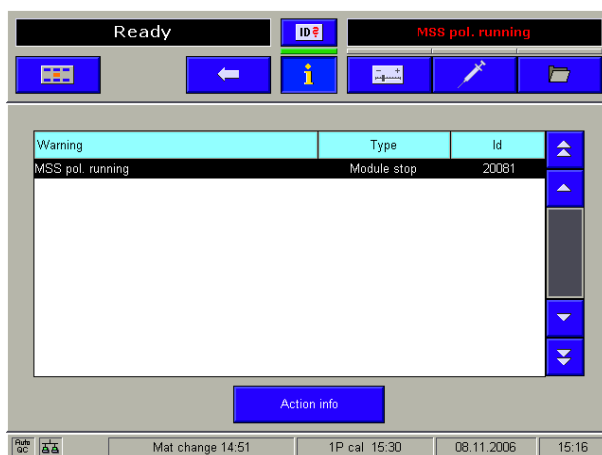 Ready
ID?
MSS pol. running
i
- +
Warning Type Id
MSS pol. running Module stop 20081
Action info
Auto QC
Mat change 14:51 1P cal 15:30 08.11.2006 15:16